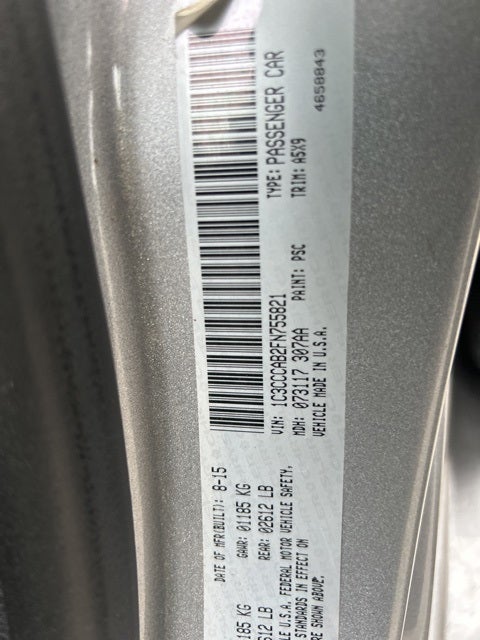 DATE OF MFR(BUILT): 8-15
GAWR: 01185 KG
REAR: 02612 LB
185 KG
612 LB
LE U.S.A. FEDERAL MOTOR VEHICLE SAFETY,
STANDARDS IN EFFECT ON
RE SHOWN ABOVE.
VIN: 1C3CCCAB2FN755821
TYPE: PASSENGER CAR
MDH: 073117 307AA
PAINT: PSC
TRIM: A5X9
VEHICLE MADE IN U.S.A.
4658843